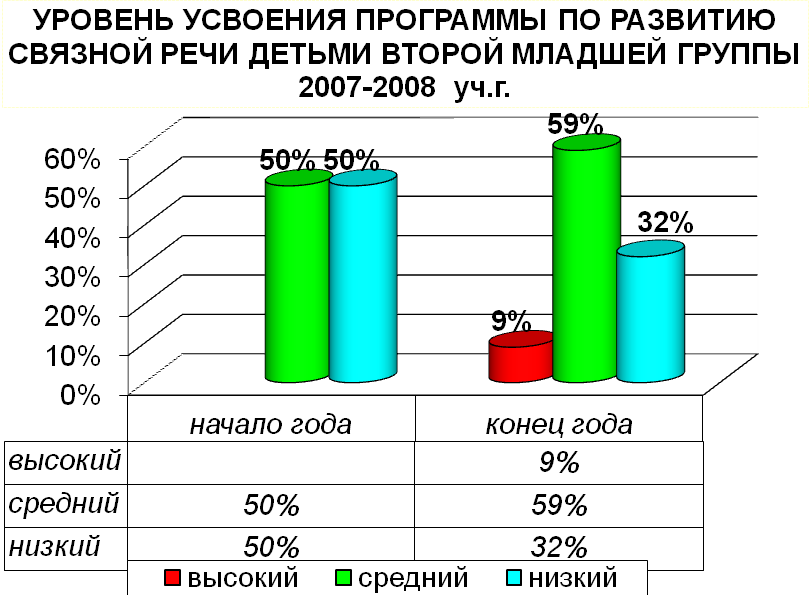 УРОВЕНЬ УСВОЕНИЯ ПРОГРАММЫ ПО РАЗВИТИЮ
СВЯЗНОЙ РЕЧИ ДЕТЬМИ ВТОРОЙ МЛАДШЕЙ ГРУППЫ
2007-2008 уч.г.
59%
60%
50% 50%
50%
40%
32%
30%
20%
9%
10%
0%
начало года конец года
высокий 9%
средний 50% 59%
низкий 50% 32%
высокий средний низкий